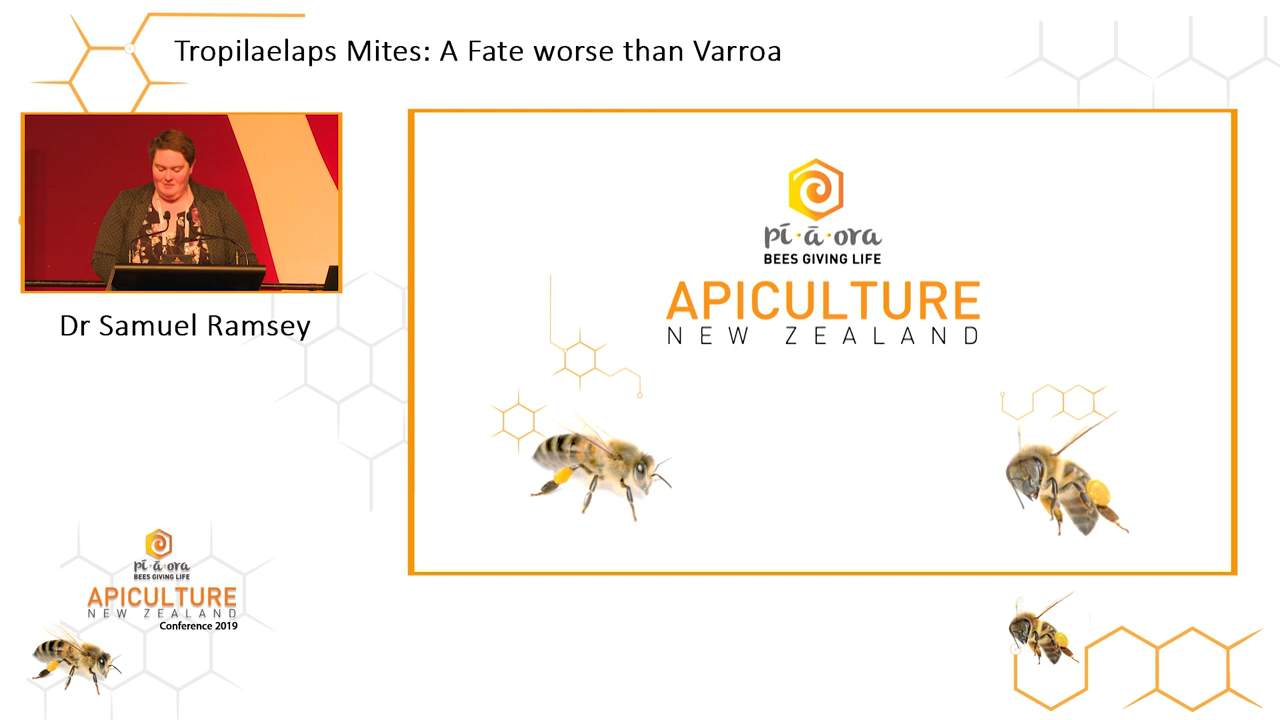 Tropilaelaps Mites: A Fate worse than Varroa
Dr Samuel Ramsey
pī·ā·ora
BEES GIVING LIFE
APICULTURE
NEW ZEALAND
pī·ā·ora
BEES GIVING LIFE
APICULTURE
NEW ZEALAND
Conference 2019